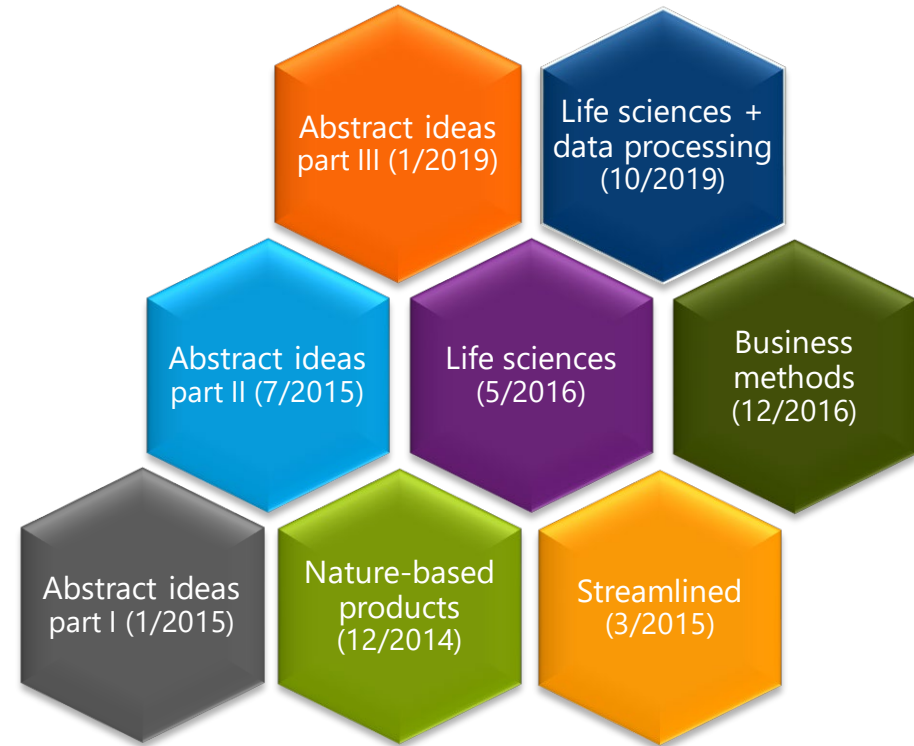 Abstract ideas
part III (1/2019)
Life sciences +
data processing
(10/2019)
Abstract ideas
part II (7/2015)
Life sciences
(5/2016)
Business
methods
(12/2016)
Abstract ideas
part I (1/2015)
Nature-based
products
(12/2014)
Streamlined
(3/2015)